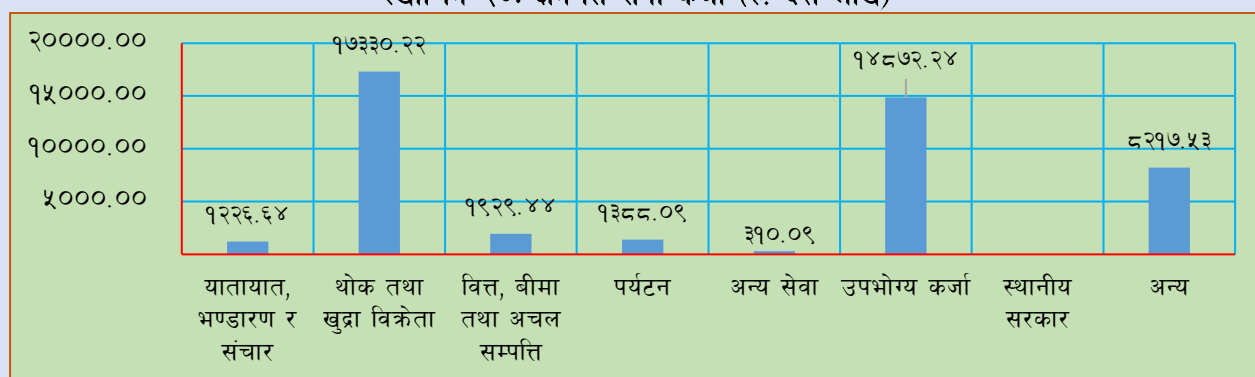 २००००.००
१५०००.००
१००००.००
५०००.००
१२२६.६४
१७३३०.२२
१९२९.४४
१३८८.०९
३१०.०९
१४८७२.२४
८२१७.५३
यातायात, भण्डारण र संचार
थोक तथा खुद्रा विक्रेता
वित्त, बीमा तथा अचल सम्पत्ति
पर्यटन
अन्य सेवा
उपभोग्य कर्जा
स्थानीय सरकार
अन्य